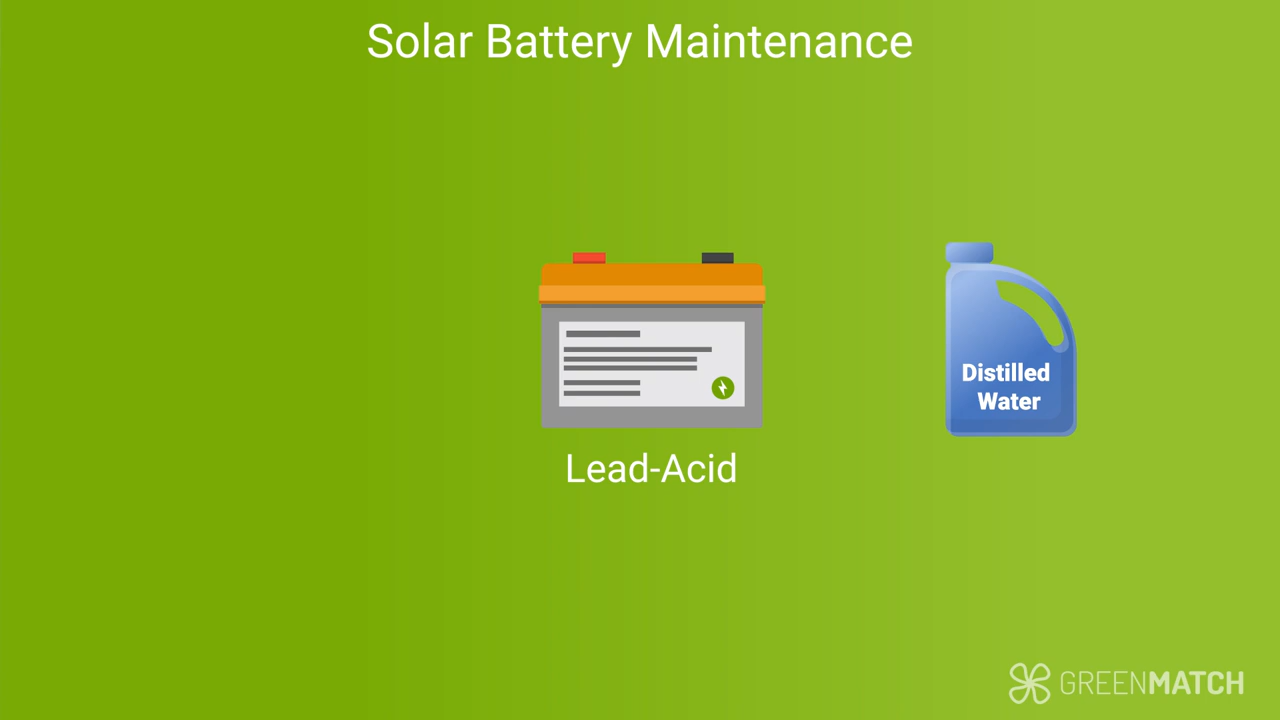 Solar Battery Maintenance
Distilled
Water
Lead-Acid
GREENMATCH